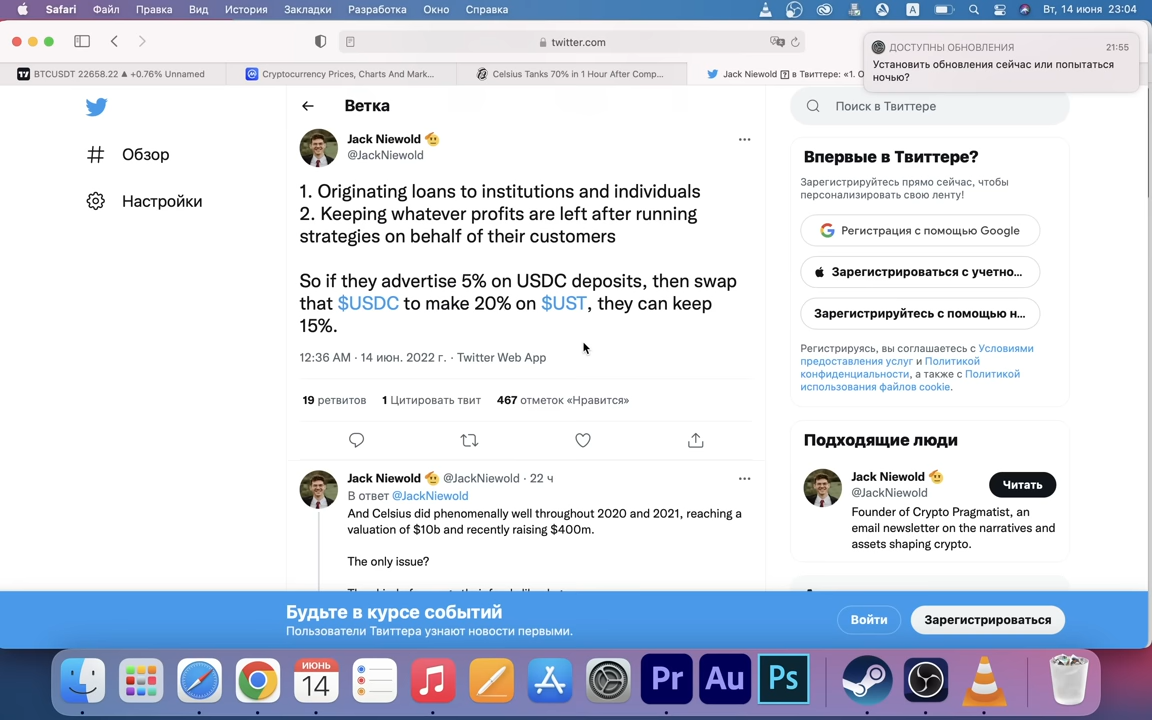 Safari Файл Правка Вид История Закладки Разработка Окно Справка A Вт, 14 июня 23:04
twitter.com
ДОСТУПНЫ ОБНОВЛЕНИЯ 21:55
Установить обновления сейчас или попытаться
ночью?
BTCUSDT 22658.22 ▲ +0.76% Unnamed
Cryptocurrency Prices, Charts And Mark...
Celsius Tanks 70% in 1 Hour After Comp...
Jack Niewold в Твиттере: «1. O
Ветка
Поиск в Твиттере
Обзор
Настройки
Jack Niewold
@JackNiewold
1. Originating loans to institutions and individuals
2. Keeping whatever profits are left after running
strategies on behalf of their customers
So if they advertise 5% on USDC deposits, then swap
that $USDC to make 20% on $UST, they can keep
15%.
12:36 AM · 14 июн. 2022 г. · Twitter Web App
19 ретвитов 1 Цитировать твит 467 отметок «Нравится»
Jack Niewold @JackNiewold · 22 ч
В ответ @JackNiewold
And Celsius did phenomenally well throughout 2020 and 2021, reaching a
valuation of $10b and recently raising $400m.
The only issue?
Впервые в Твиттере?
Зарегистрируйтесь прямо сейчас, чтобы
персонализировать свою ленту!
Регистрация с помощью Google
Зарегистрироваться с учетно...
Зарегистрируйтесь с помощью н...
Регистрируясь, вы соглашаетесь с Условиями
предоставления услуг и Политикой
конфиденциальности, а также с Политикой
использования файлов cookie.
Подходящие люди
Jack Niewold
@JackNiewold
Читать
Founder of Crypto Pragmatist, an
email newsletter on the narratives and
assets shaping crypto.
Будьте в курсе событий
Пользователи Твиттера узнают новости первыми.
Войти
Зарегистрироваться
ИЮНЬ
14
Pr
Au
Ps